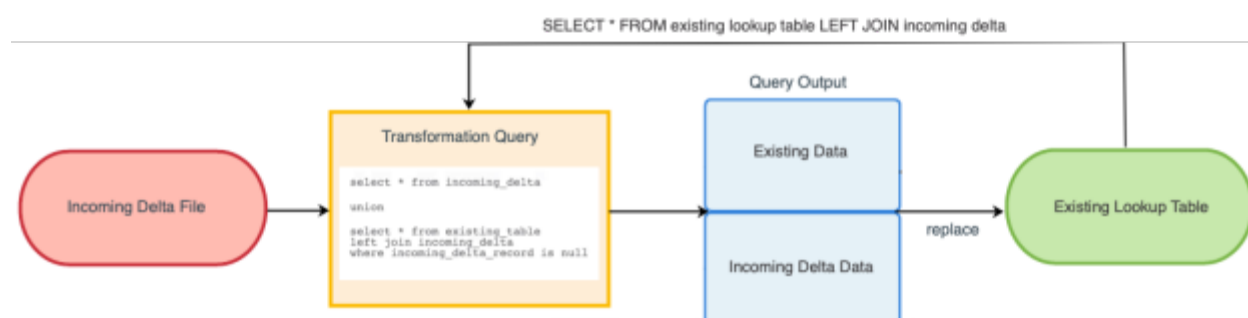 SELECT * FROM existing lookup table LEFT JOIN incoming delta
Query Output
Transformation Query
Existing Data
select * from incoming_delta
union
select * from existing_table
left join incoming_delta
where incoming_delta_record is null
Incoming Delta File
Existing Lookup Table
replace
Incoming Delta Data